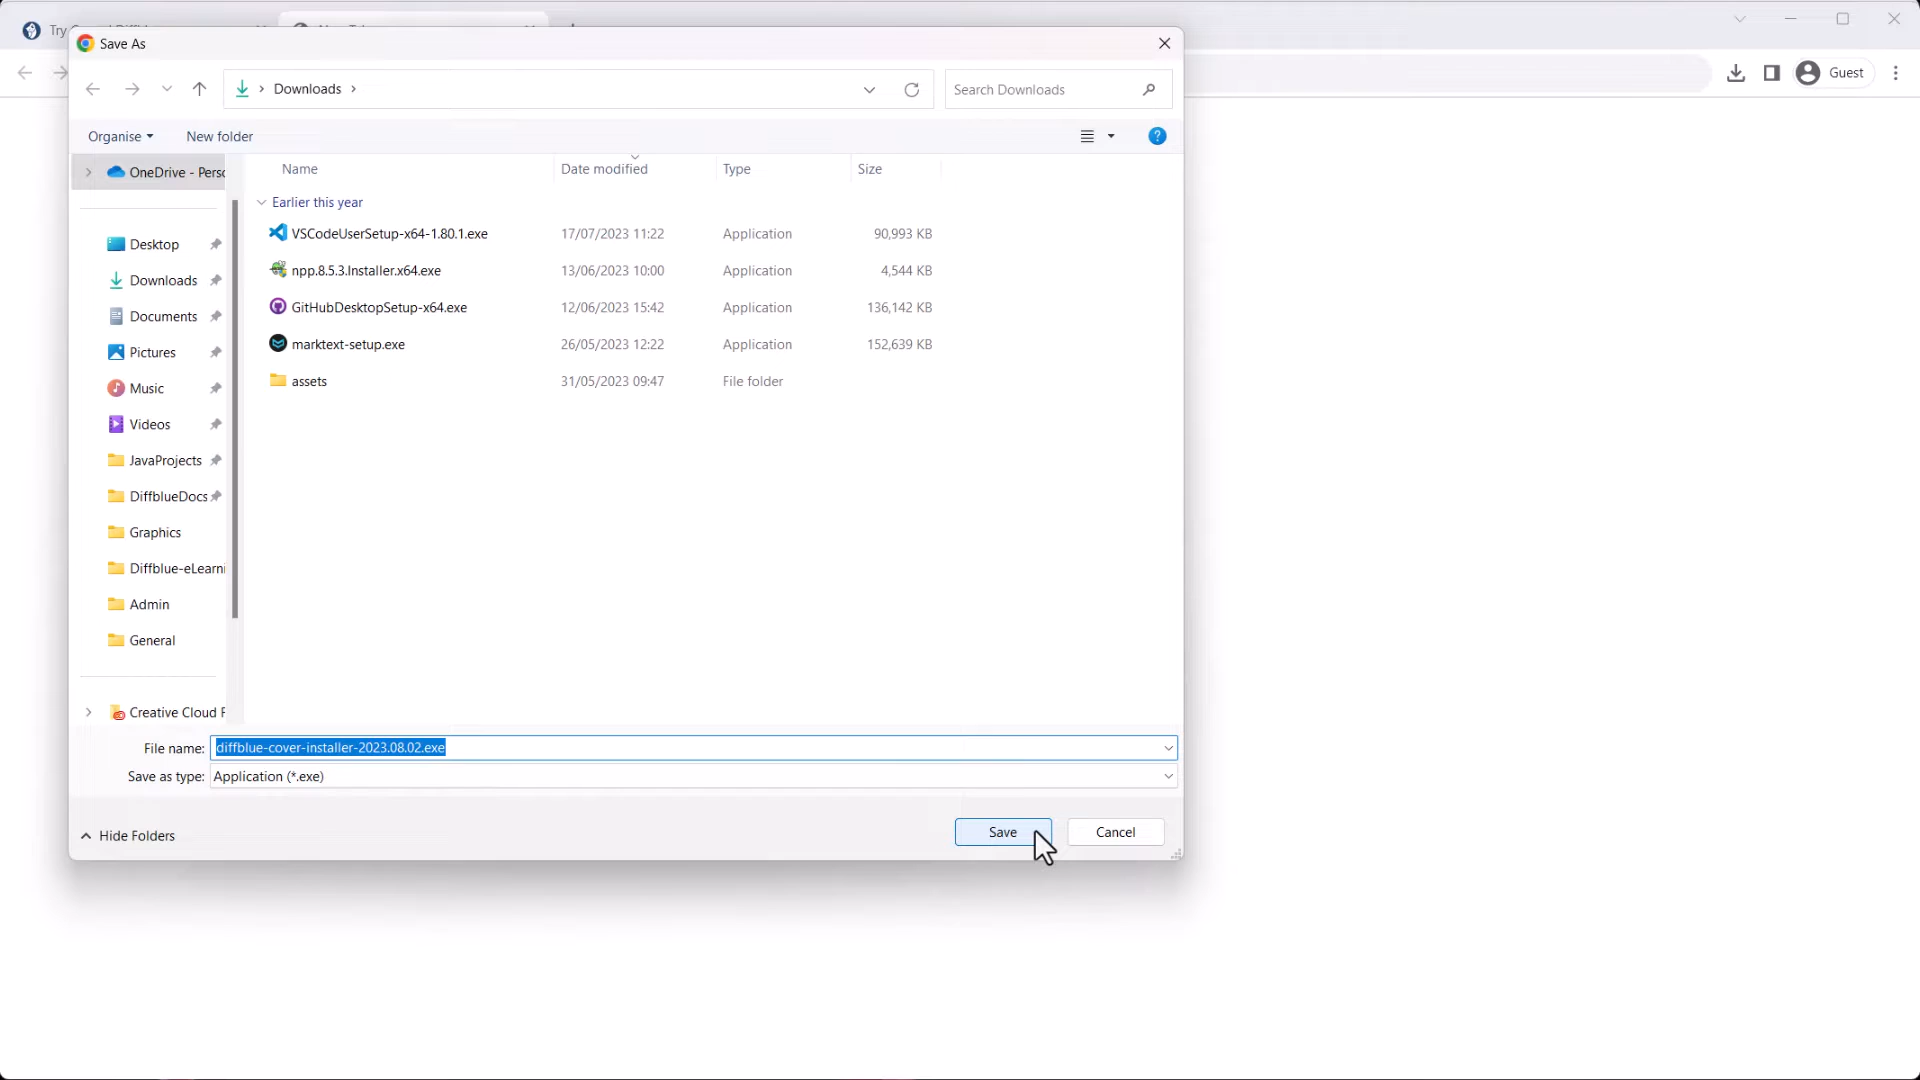 Try
Save As
Guest
Downloads
Search Downloads
Organise
New folder
Name
Date modified
Type
Size
OneDrive - Perso
Earlier this year
VSCodeUserSetup-x64-1.80.1.exe 17/07/2023 11:22 Application 90,993 KB
Desktop
npp.8.5.3.Installer.x64.exe 13/06/2023 10:00 Application 4,544 KB
Downloads
GitHubDesktopSetup-x64.exe 12/06/2023 15:42 Application 136,142 KB
Documents
marktext-setup.exe 26/05/2023 12:22 Application 152,639 KB
Pictures
assets 31/05/2023 09:47 File folder
Music
Videos
JavaProjects
DiffblueDocs
Graphics
Diffblue-eLearni
Admin
General
Creative Cloud F
File name: diffblue-cover-installer-2023.08.02.exe
Save as type: Application (*.exe)
Hide Folders
Save
Cancel